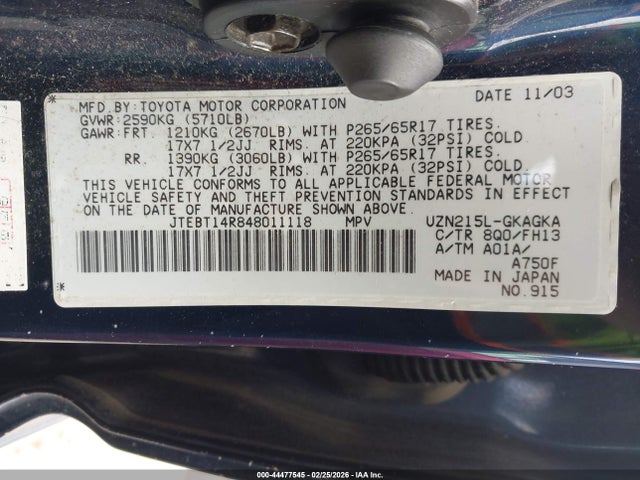 MFD.BY:TOYOTA MOTOR CORPORATION DATE 11/03
GVWR:2590KG (5710LB)
GAWR:FRT. 1210KG (2670LB) WITH P265/65R17 TIRES.
17X7 1/2JJ. RIMS. AT 220KPA (32PSI) COLD
RR. 1390KG (3060LB) WITH P265/65R17 TIRES.
17X7 1/2JJ. RIMS. AT 220KPA (32PSI) COLD.
THIS VEHICLE CONFORMS TO ALL APPLICABLE FEDERAL MOTOR
VEHICLE SAFETY AND THEFT PREVENTION STANDARDS IN EFFECT
ON THE DATE OF MANUFACTURE SHOWN ABOVE.
JTEBT14R848011118 MPV UZN215L-GKAGKA
C/TR 8Q0/FH13
A/TM A01A/
A750F
MADE IN JAPAN
NO.915
000-44477545 - 02/25/2026 - IAA Inc.